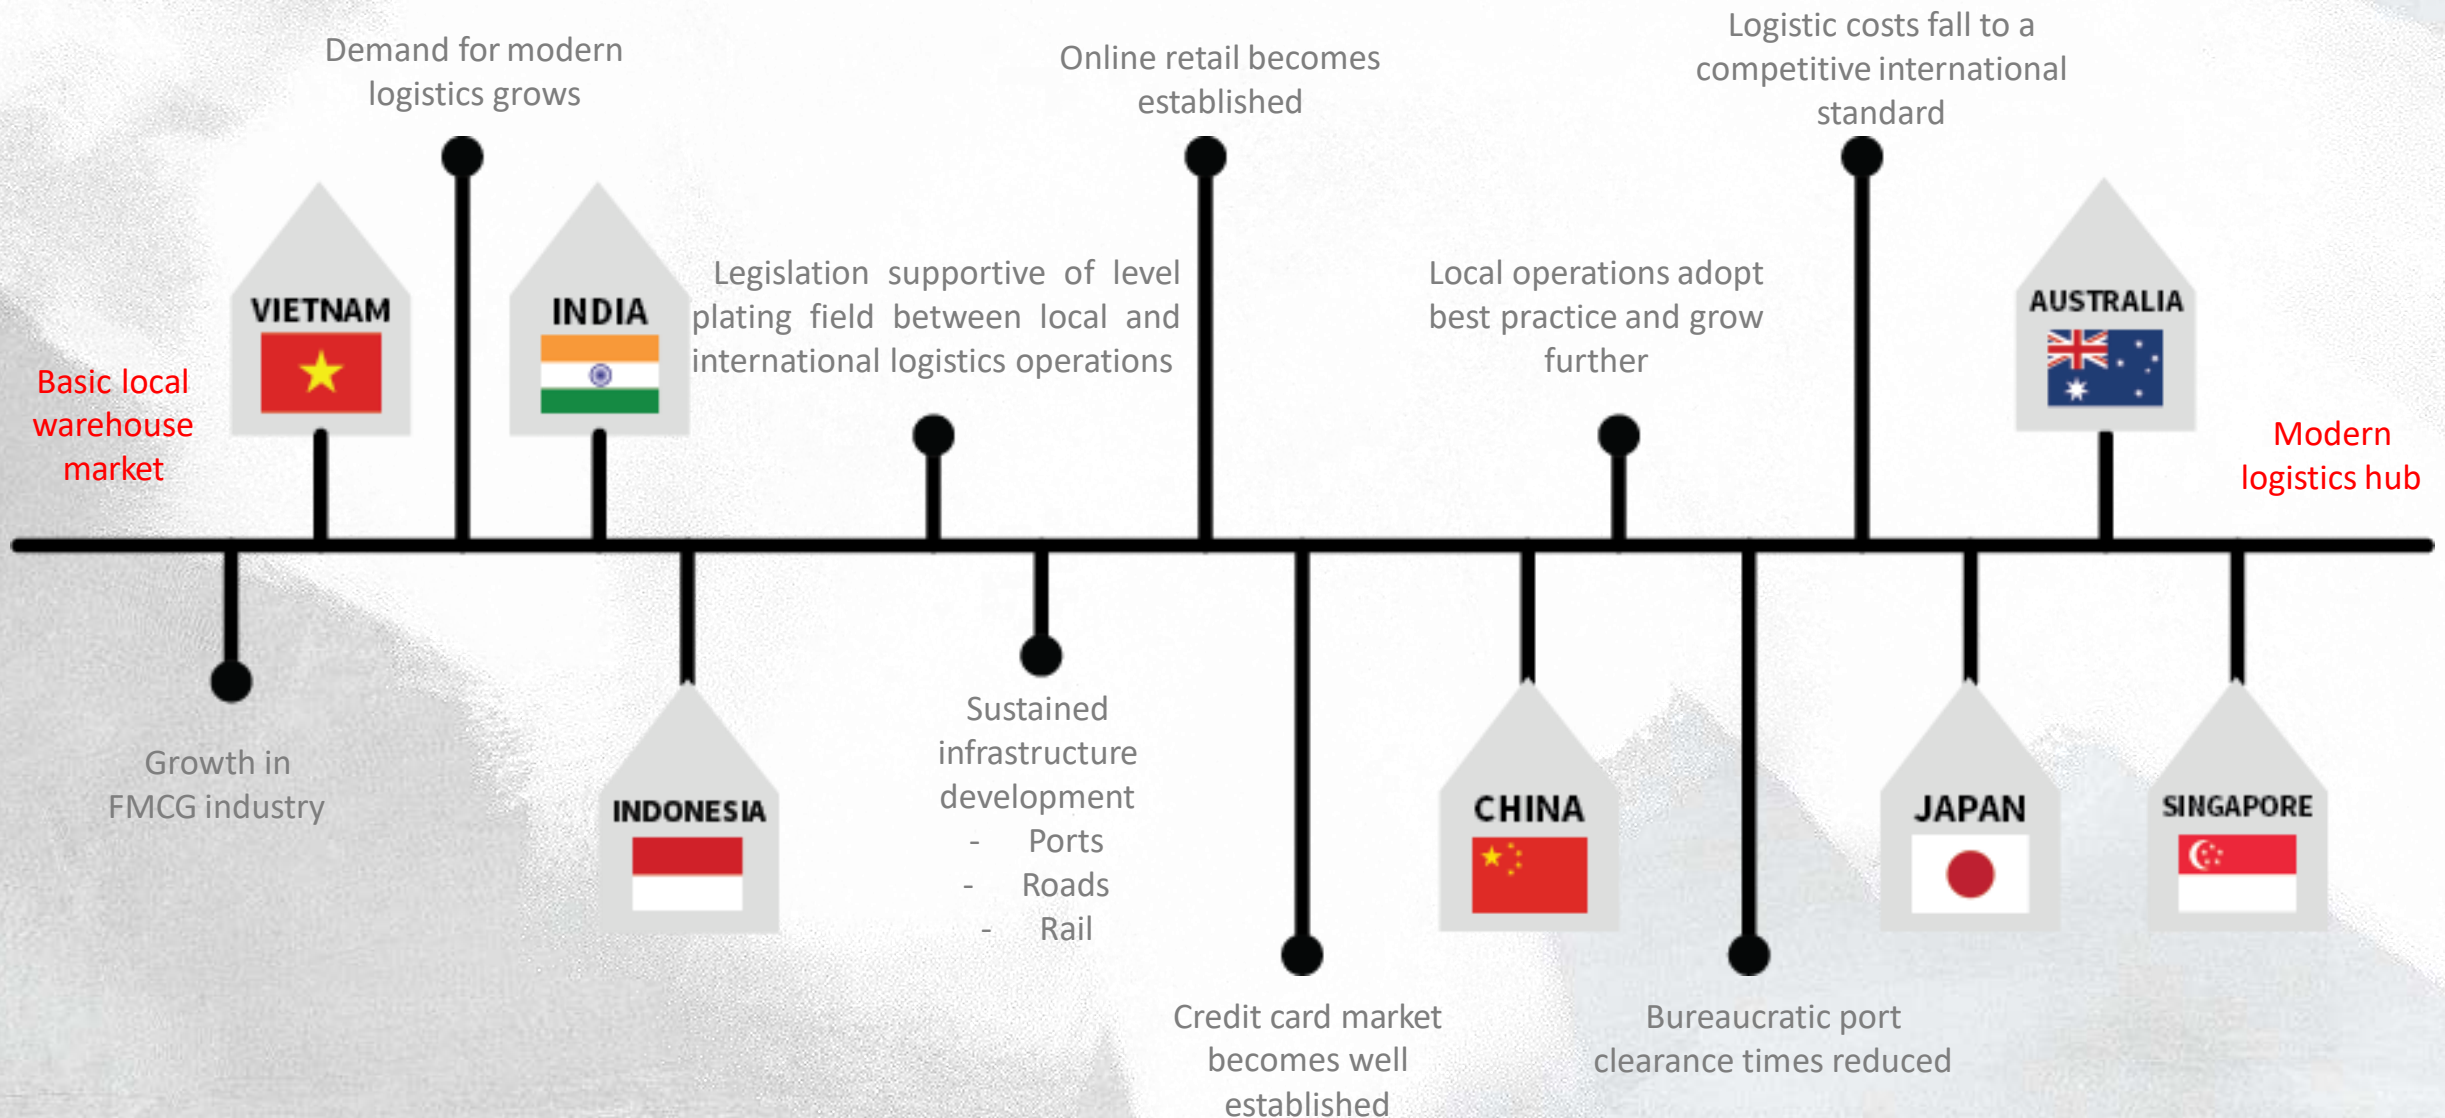 Demand for modern
logistics grows
Online retail becomes
established
Logistic costs fall to a
competitive international
standard
VIETNAM
INDIA
Legislation supportive of level
plating field between local and
international logistics operations
Local operations adopt
best practice and grow
further
AUSTRALIA
Basic local
warehouse
market
Modern
logistics hub
Growth in
FMCG industry
INDONESIA
Sustained
infrastructure
development
- Ports
- Roads
- Rail
CHINA
JAPAN
SINGAPORE
Credit card market
becomes well
established
Bureaucratic port
clearance times reduced